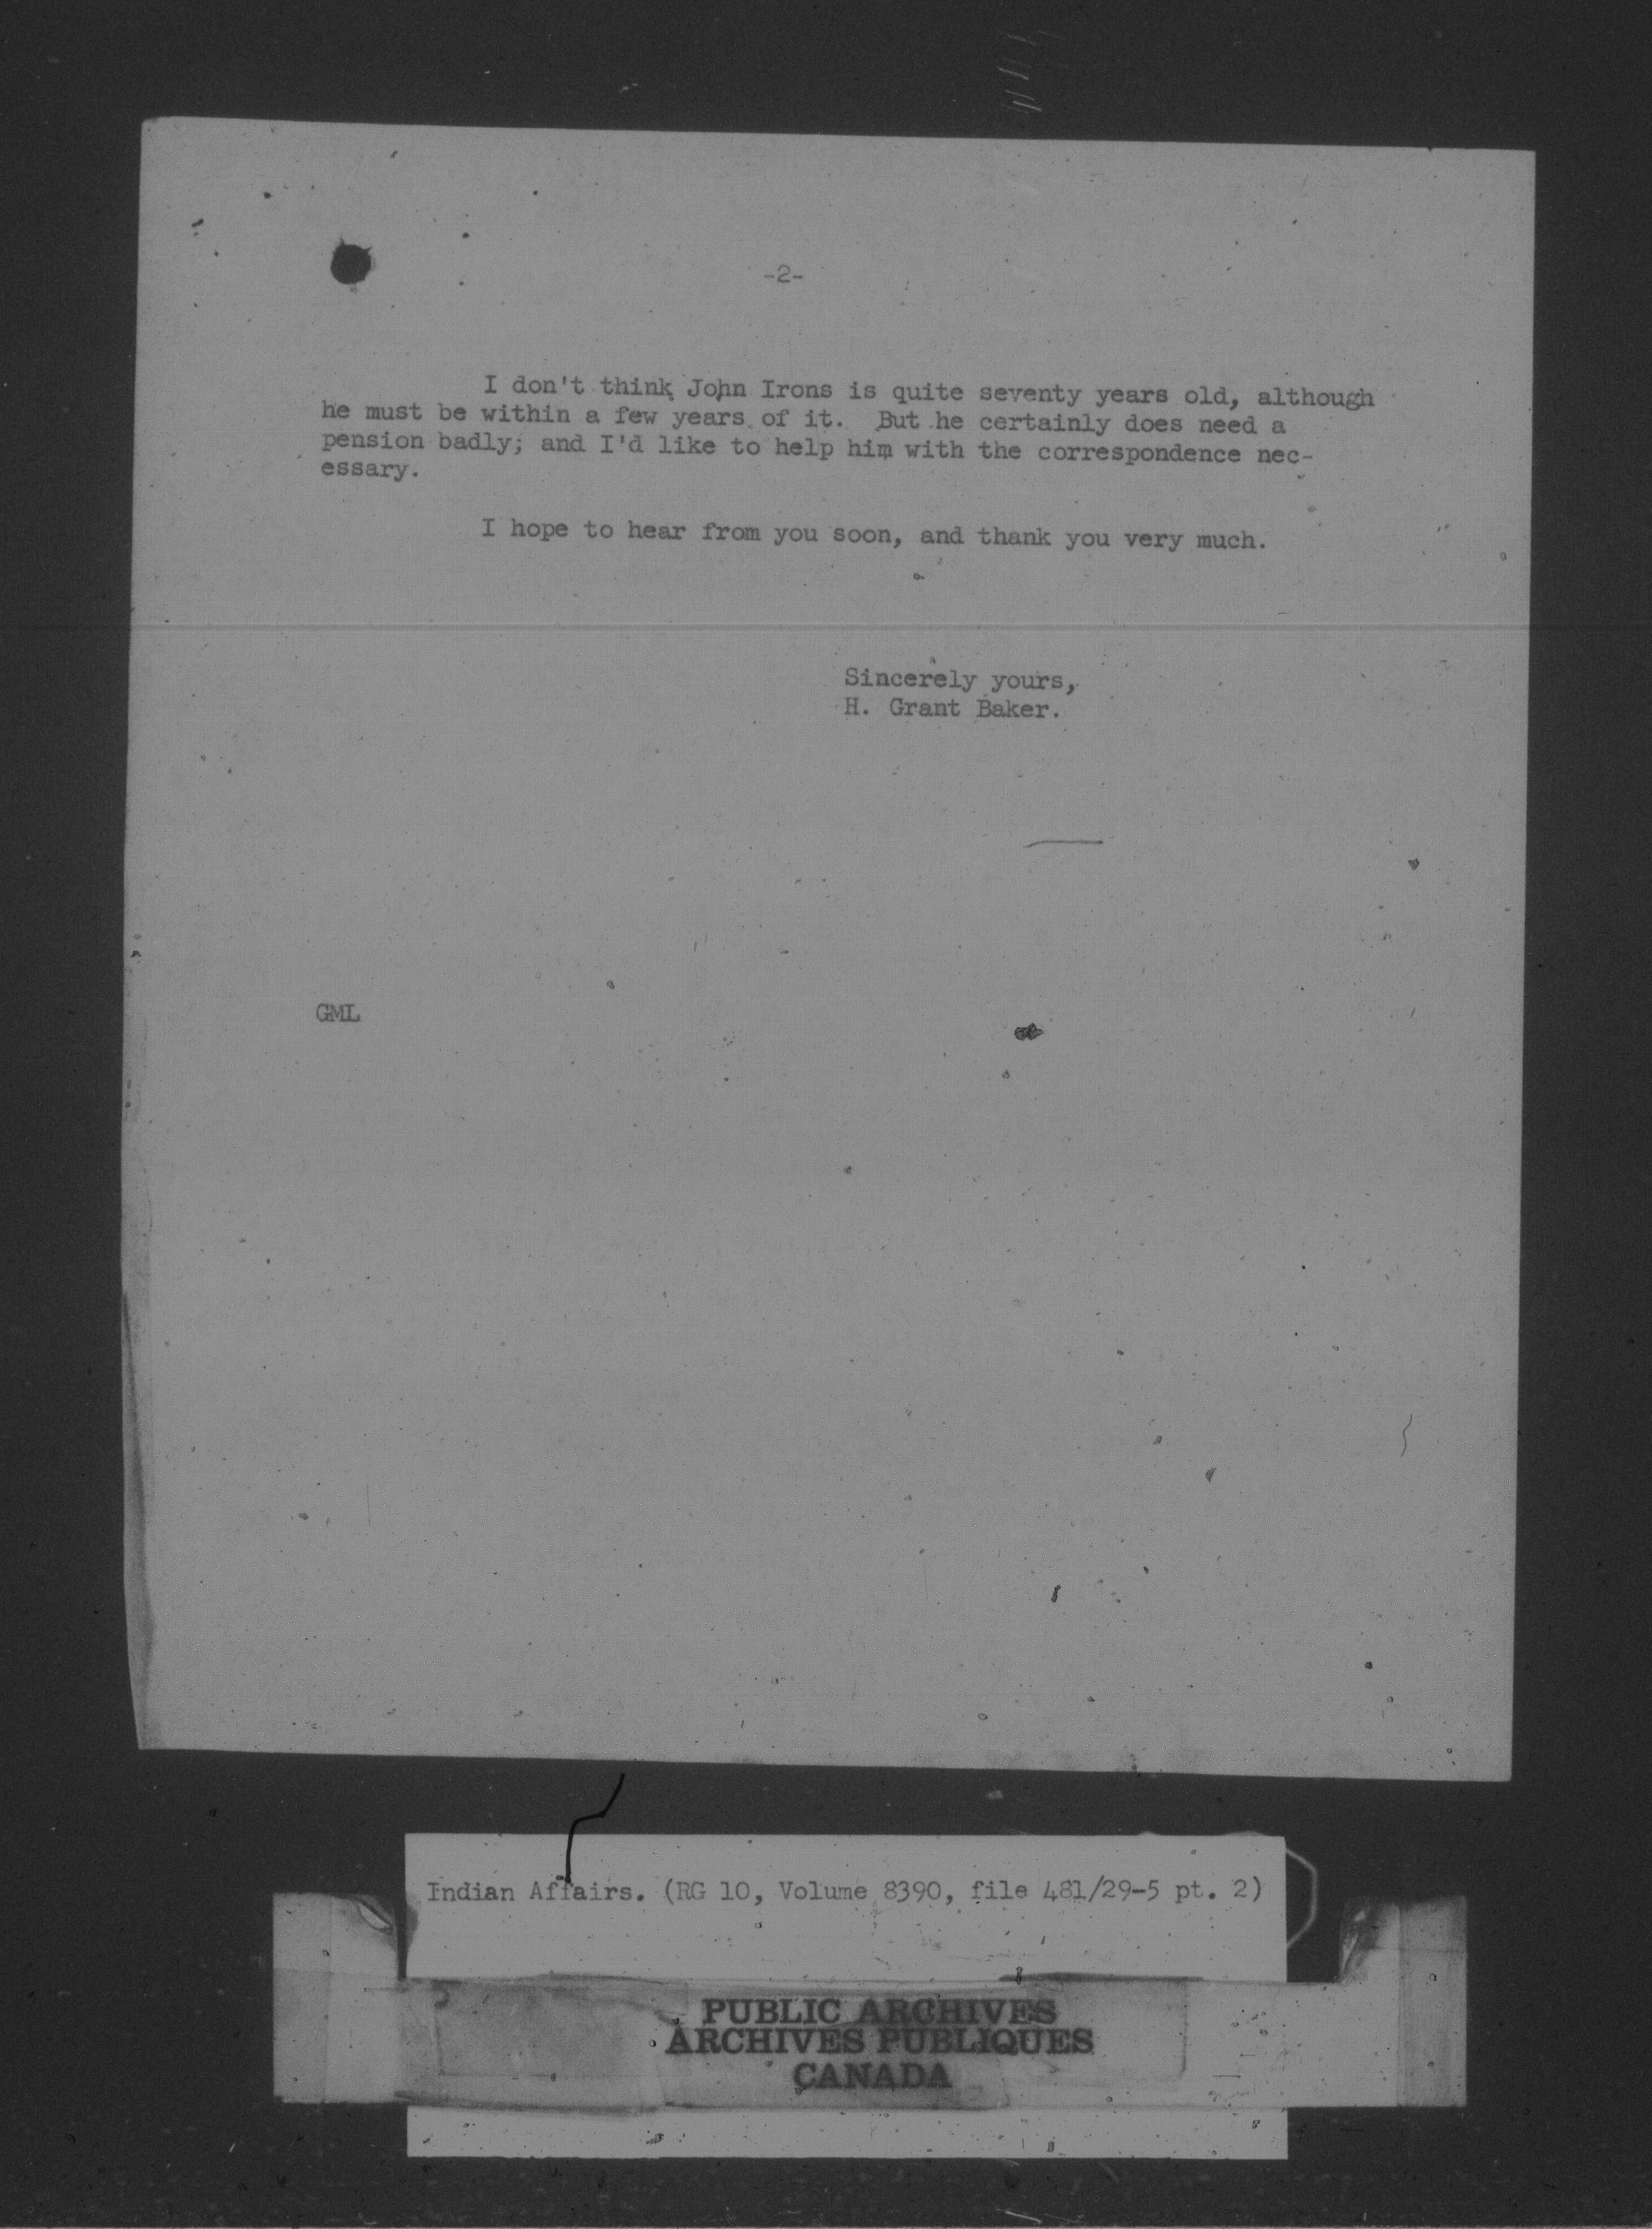 -2-
I don't think John Irons is quite seventy years old, although
he must be within a few years of it. But he certainly does need a
pension badly; and I'd like to help him with the correspondence nec-
essary.
I hope to hear from you soon, and thank you very much.
Sincerely yours,
H. Grant Baker.
GML
Indian Affairs. (RG 10, Volume 8390, file 481/29-5 pt. 2)
PUBLIC ARCHIVES
ARCHIVES PUBLIQUES
CANADA